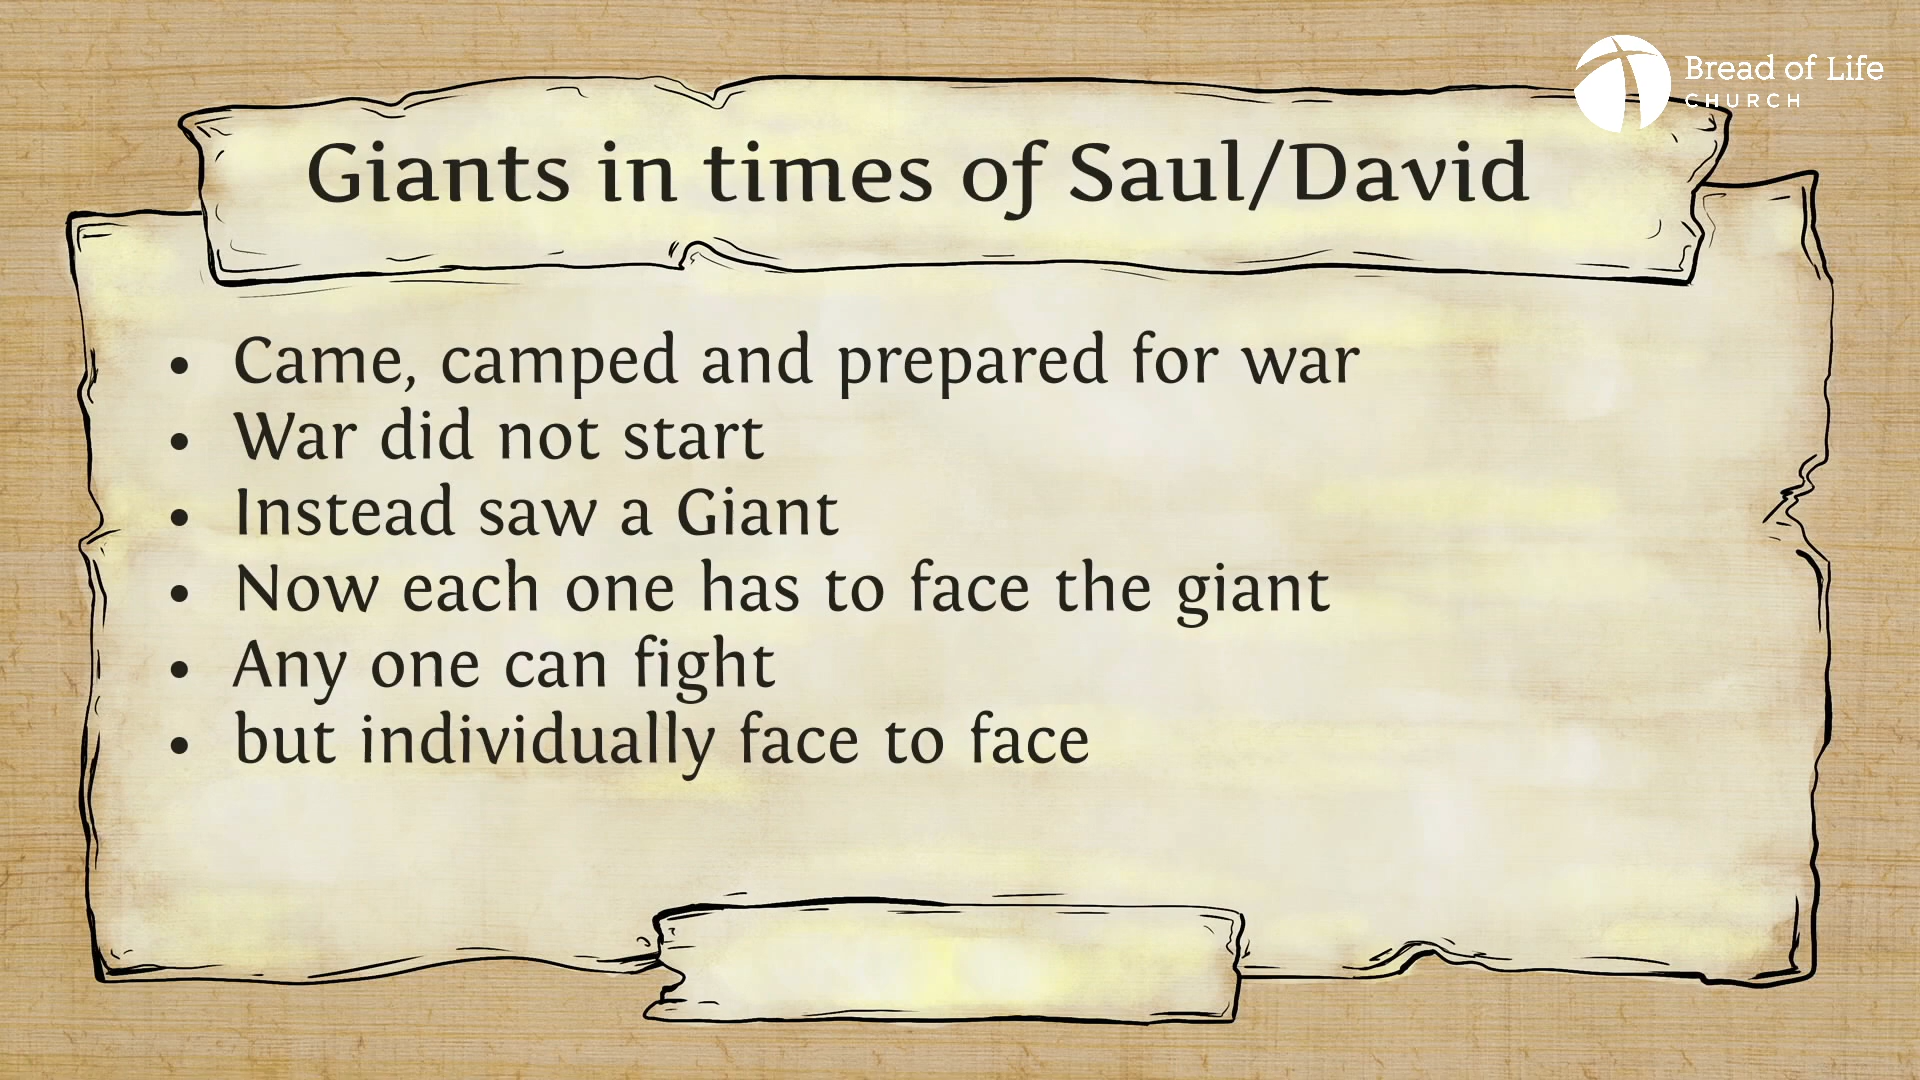 Bread of Life
CHURCH
Giants in times of Saul/David
• Came, camped and prepared for war
• War did not start
• Instead saw a Giant
• Now each one has to face the giant
• Any one can fight
• but individually face to face